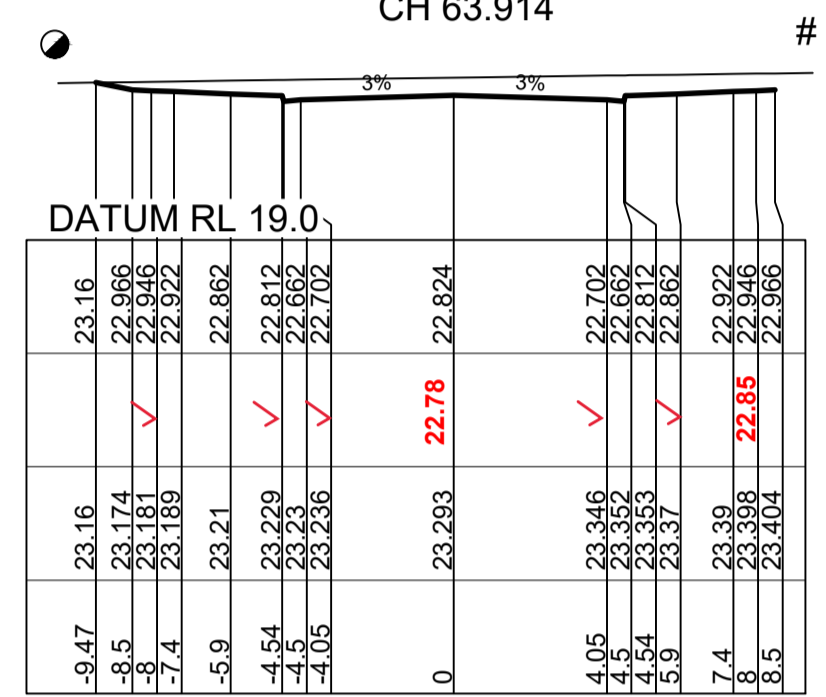 CH 63.914
#
3% 3%
DATUM RL 19.0
23.16 22.966 22.946 22.922 22.862 22.812 22.662 22.702 22.824 22.702 22.662 22.812 22.862 22.922 22.946 22.966
22.78 22.85
23.16 23.174 23.181 23.189 23.21 23.229 23.23 23.236 23.293 23.346 23.352 23.353 23.37 23.39 23.398 23.404
-9.47 -8.5 -8 -7.4 -5.9 -4.54 -4.5 -4.05 0 4.05 4.5 4.54 5.9 7.4 8 8.5